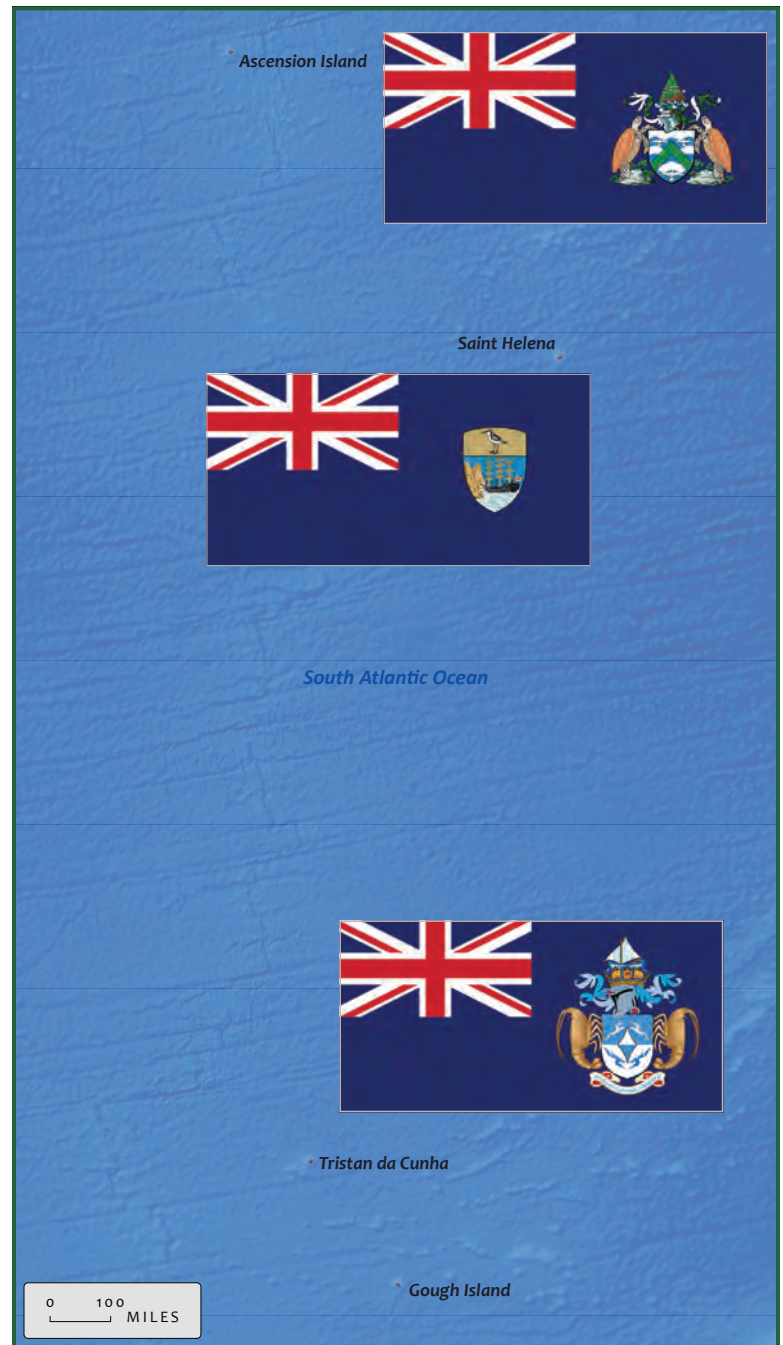 Ascension Island
Saint Helena
South Atlantic Ocean
Tristan da Cunha
Gough Island
0 100
MILES